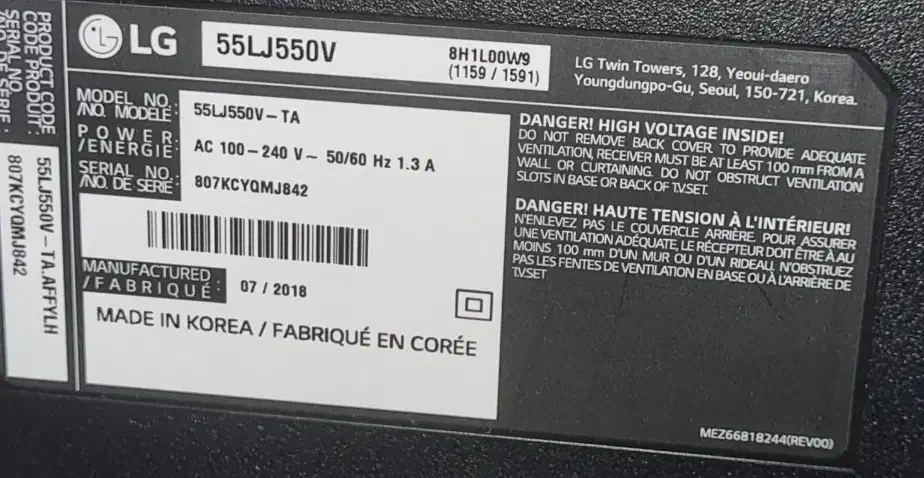 PRODUCT CODE
CODE PRODUIT :
SERIAL NO.
/NO. DE SÉRIE :
55LJ550V-TA.AFFYLH
807KCYQMJ842
LG
55LJ550V
8H1L00W9
(1159 / 1591)
LG Twin Towers, 128, Yeoui-daero
Youngdungpo-Gu, Seoul, 150-721, Korea.
MODEL NO.
/NO. MODÈLE :
55LJ550V-TA
POWER
/ÉNERGIE :
AC 100-240 V~ 50/60 Hz 1.3 A
SERIAL NO.
/NO. DE SÉRIE :
807KCYQMJ842
MANUFACTURED
/FABRIQUÉ :
07 / 2018
MADE IN KOREA / FABRIQUÉ EN CORÉE
DANGER! HIGH VOLTAGE INSIDE!
DO NOT REMOVE BACK COVER. TO PROVIDE ADEQUATE
VENTILATION, RECEIVER MUST BE AT LEAST 100 mm FROM A
WALL OR CURTAINING. DO NOT OBSTRUCT VENTILATION
SLOTS IN BASE OR BACK OF T.V.SET.
DANGER! HAUTE TENSION À L'INTÉRIEUR!
N'ENLEVEZ PAS LE COUVERCLE ARRIÈRE. POUR ASSURER
UNE VENTILATION ADÉQUATE, LE RÉCEPTEUR DOIT ÊTRE À AU
MOINS 100 mm D'UN MUR OU D'UN RIDEAU. N'OBSTRUEZ
PAS LES FENTES DE VENTILATION EN BASE OU À L'ARRIÈRE DE
T.V.SET
MEZ66818244(REV00)